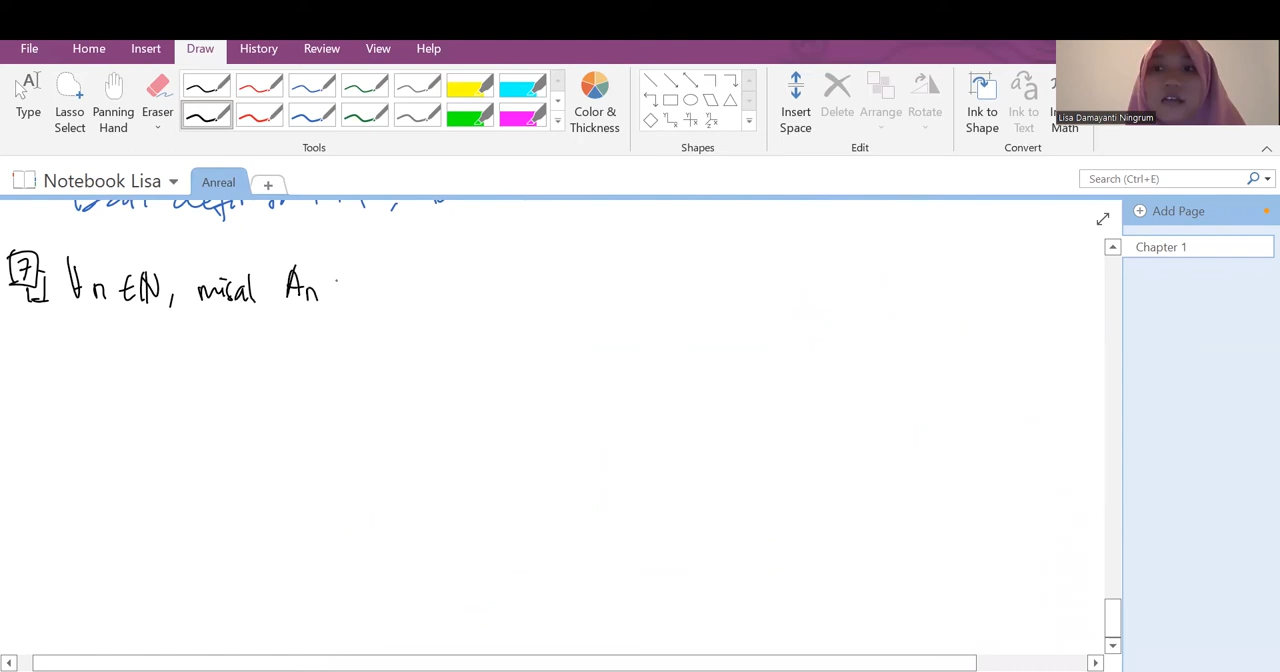 File Home Insert Draw History Review View Help
Type Lasso Select Panning Hand Eraser Color & Thickness Insert Space Delete Arrange Rotate Ink to Shape Ink to Text Math
Lisa Damayanti Ningrum
Tools Shapes Edit Convert
Notebook Lisa Anreal + Search (Ctrl+E)
Add Page
Chapter 1
7 ∀n ∈ ℕ, misal An